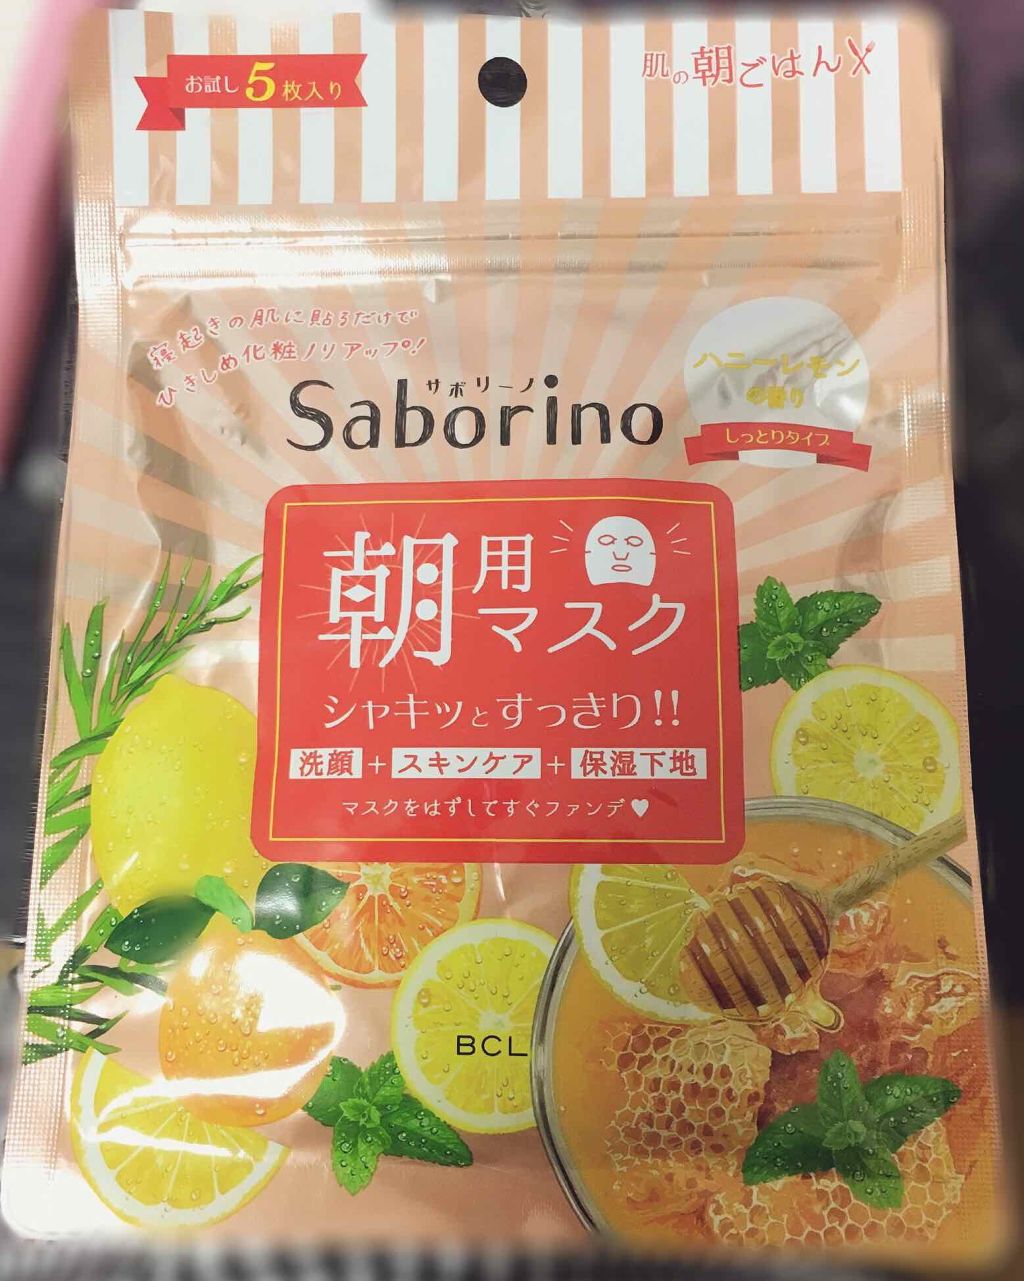 お試し5枚入り
肌の朝ごはん
寝起きの肌に貼るだけで
ひきしめ化粧ノリアップ!
サボリーノ
Saborino
ハニーレモン
の香り
しっとりタイプ
朝用
マスク
シャキッとすっきり!!
洗顔+スキンケア+保湿下地
マスクをはずしてすぐファンデ♥
BCL